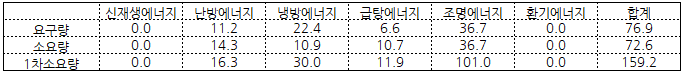 신재생에너지 난방에너지 냉방에너지 급탕에너지 조명에너지 환기에너지 합계
요구량 0.0 11.2 22.4 6.6 36.7 0.0 76.9
소요량 0.0 14.3 10.9 10.7 36.7 0.0 72.6
1차소요량 0.0 16.3 30.0 11.9 101.0 0.0 159.2